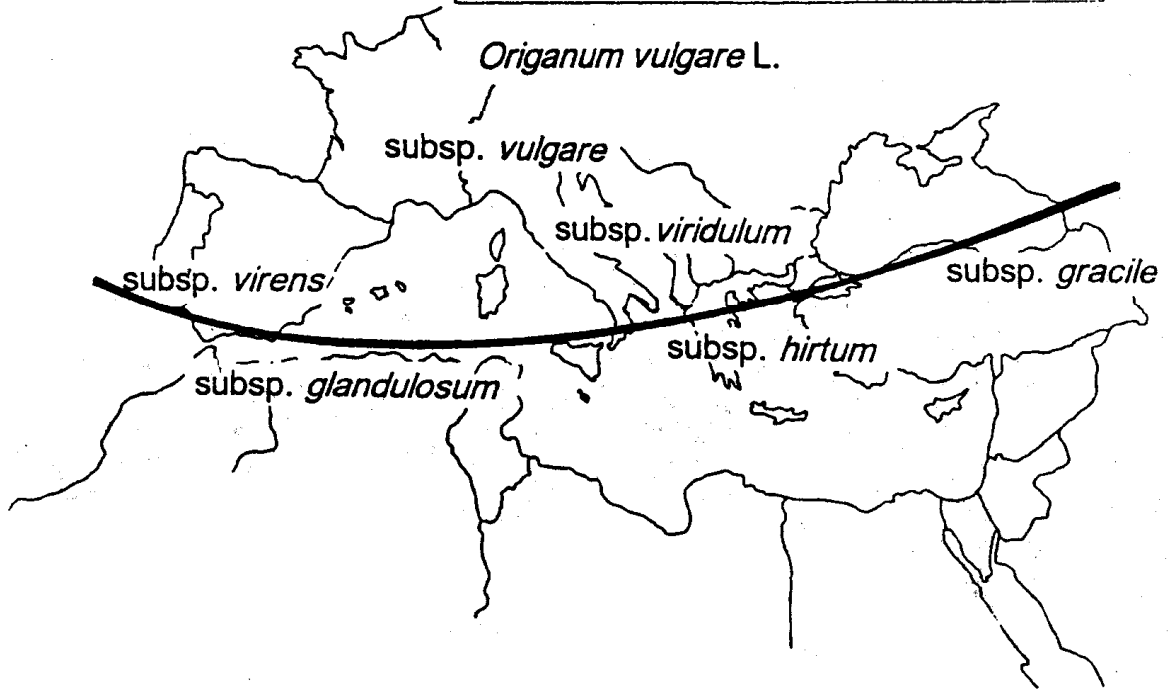 Origanum vulgare L.
subsp. vulgare
subsp. viridulum
subsp. virens
subsp. gracile
subsp. hirtum
subsp. glandulosum